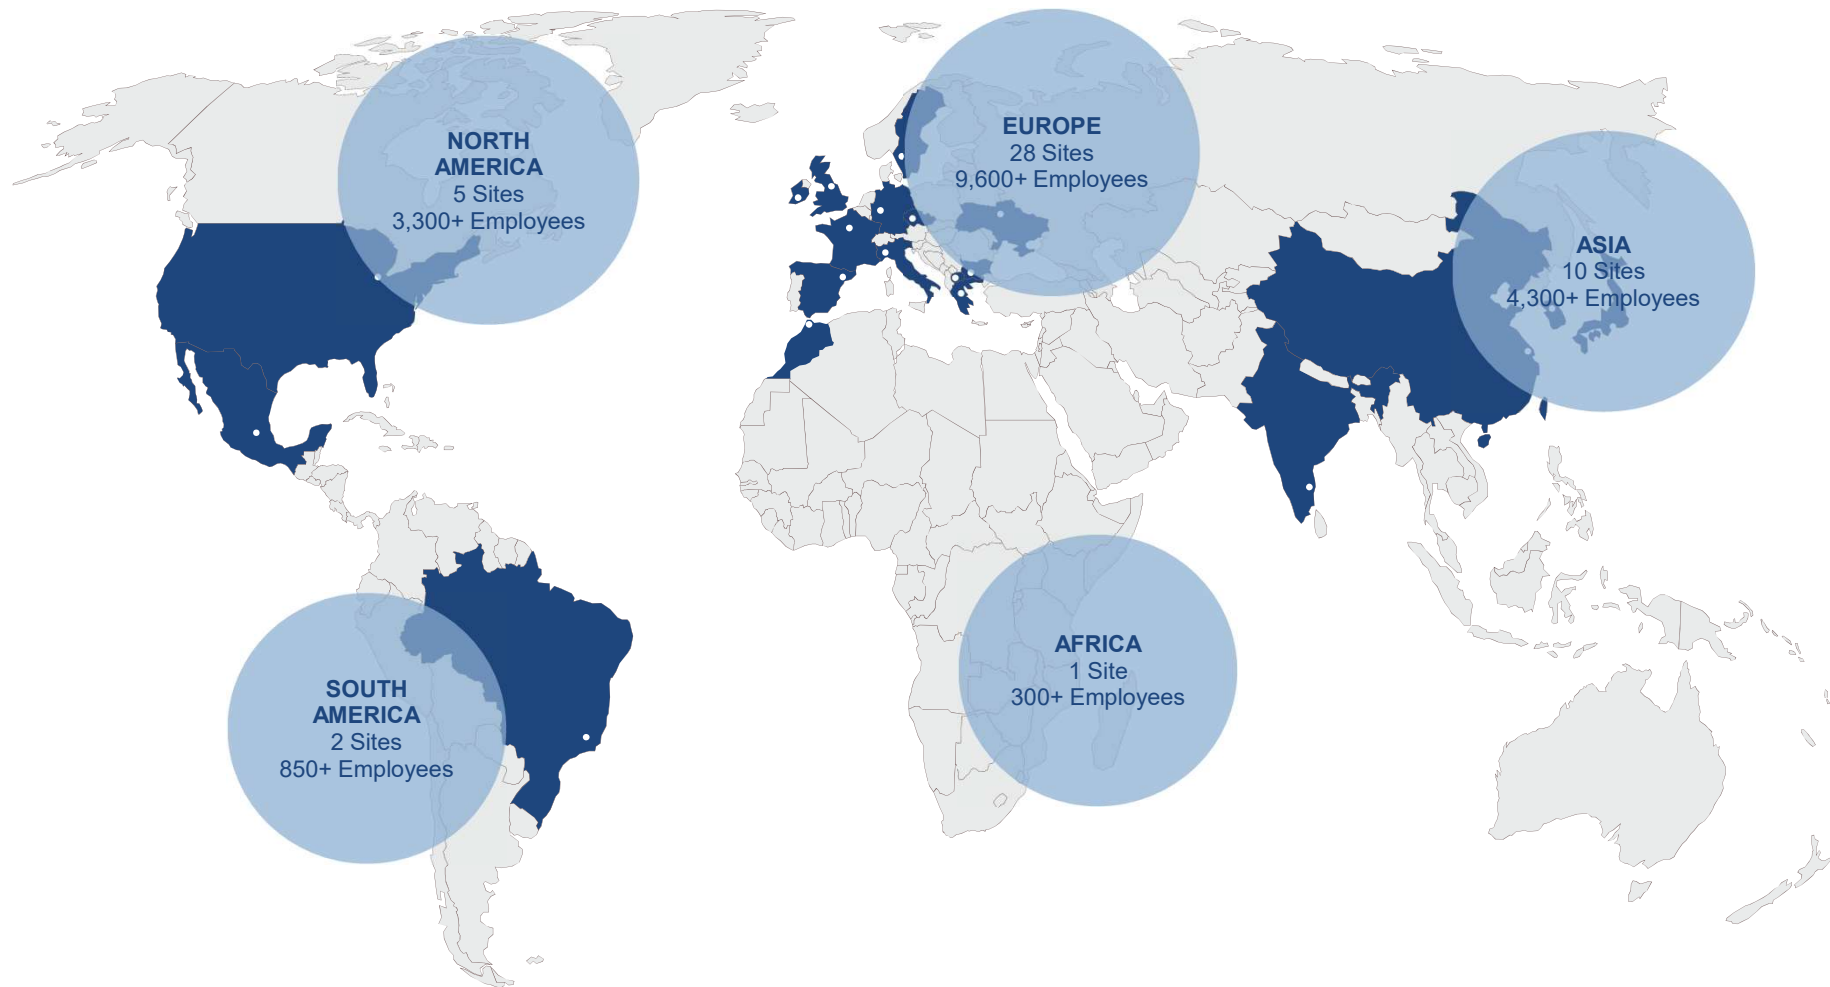 NORTH
AMERICA
5 Sites
3,300+ Employees
EUROPE
28 Sites
9,600+ Employees
ASIA
10 Sites
4,300+ Employees
SOUTH
AMERICA
2 Sites
850+ Employees
AFRICA
1 Site
300+ Employees